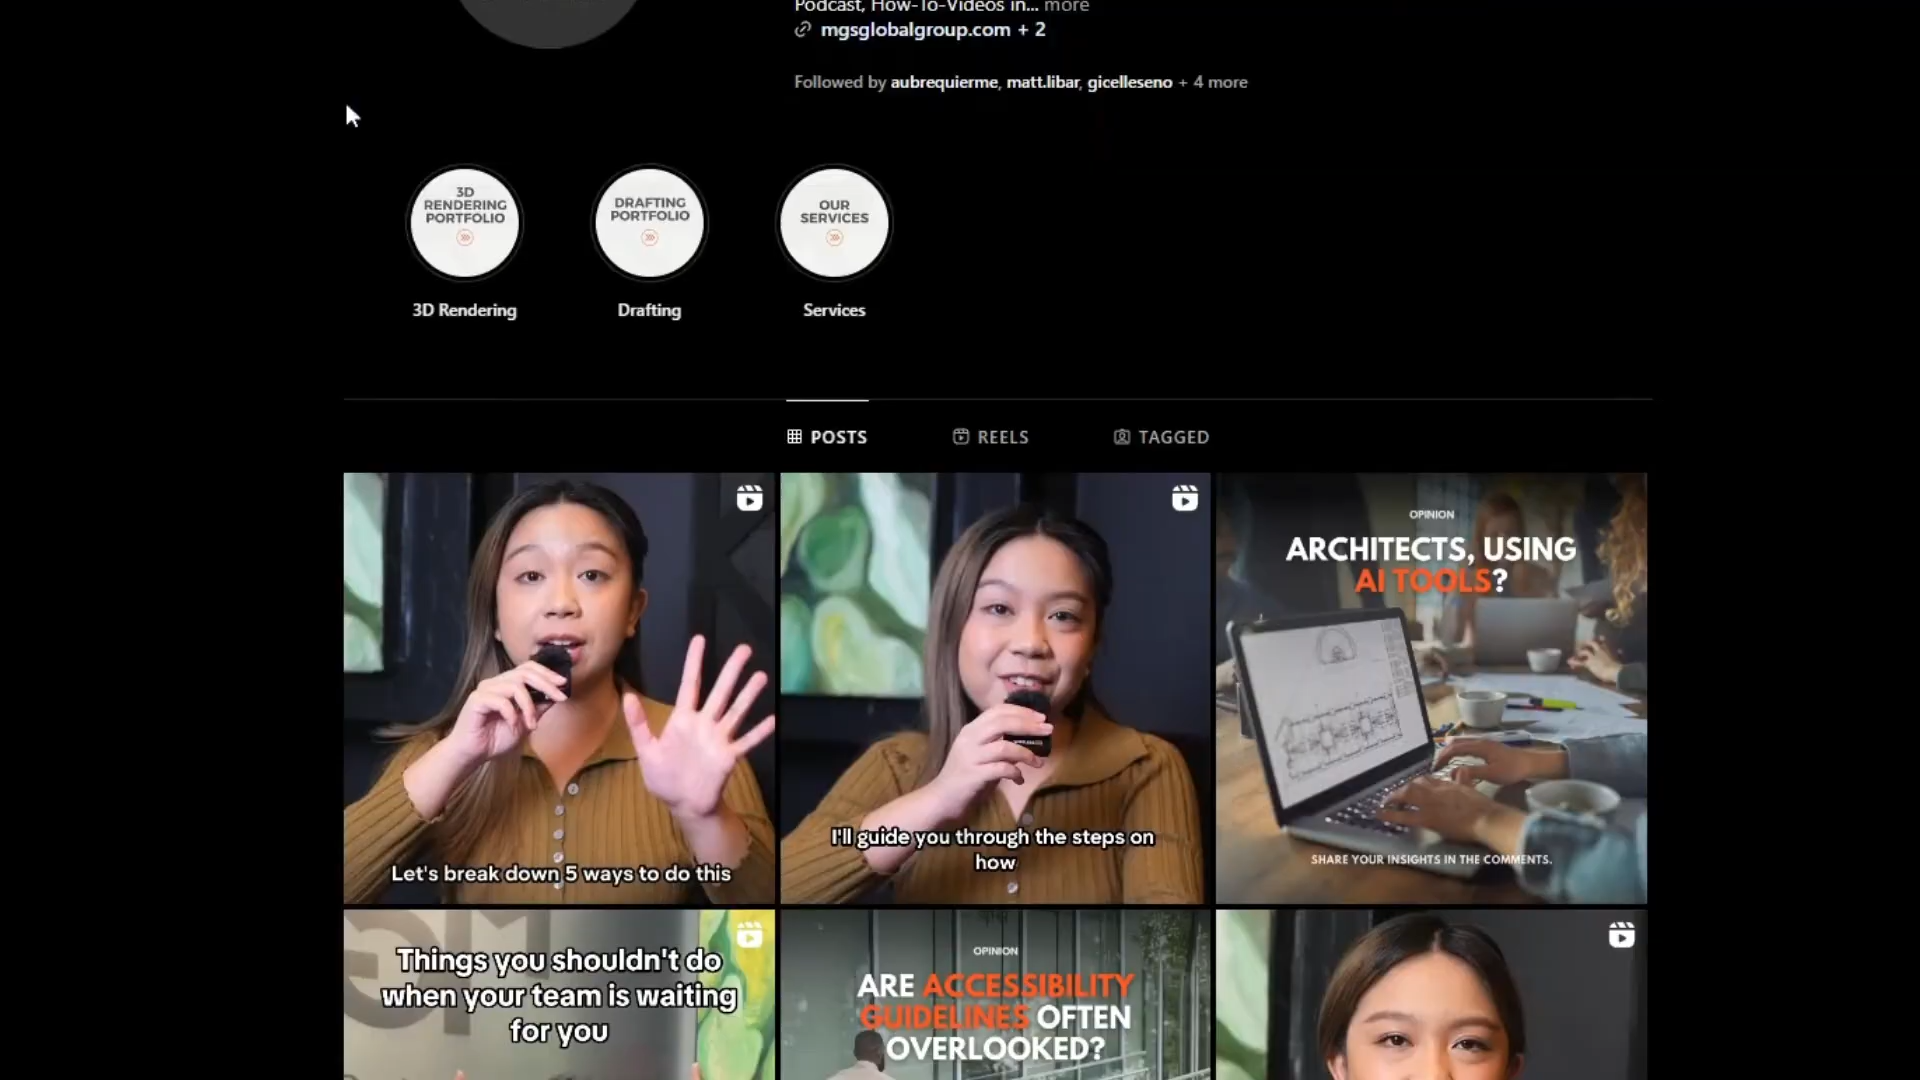 Podcast, How-To-Videos in... more
mgsglobalgroup.com + 2
Followed by aubrequierme, matt.libar, gicelleseno + 4 more
3D
RENDERING
PORTFOLIO
DRAFTING
PORTFOLIO
OUR
SERVICES
3D Rendering
Drafting
Services
POSTS
REELS
TAGGED
Let's break down 5 ways to do this
I'll guide you through the steps on
how
OPINION
ARCHITECTS, USING
AI TOOLS?
SHARE YOUR INSIGHTS IN THE COMMENTS.
Things you shouldn't do
when your team is waiting
for you
OPINION
ARE ACCESSIBILITY
GUIDELINES OFTEN
OVERLOOKED?